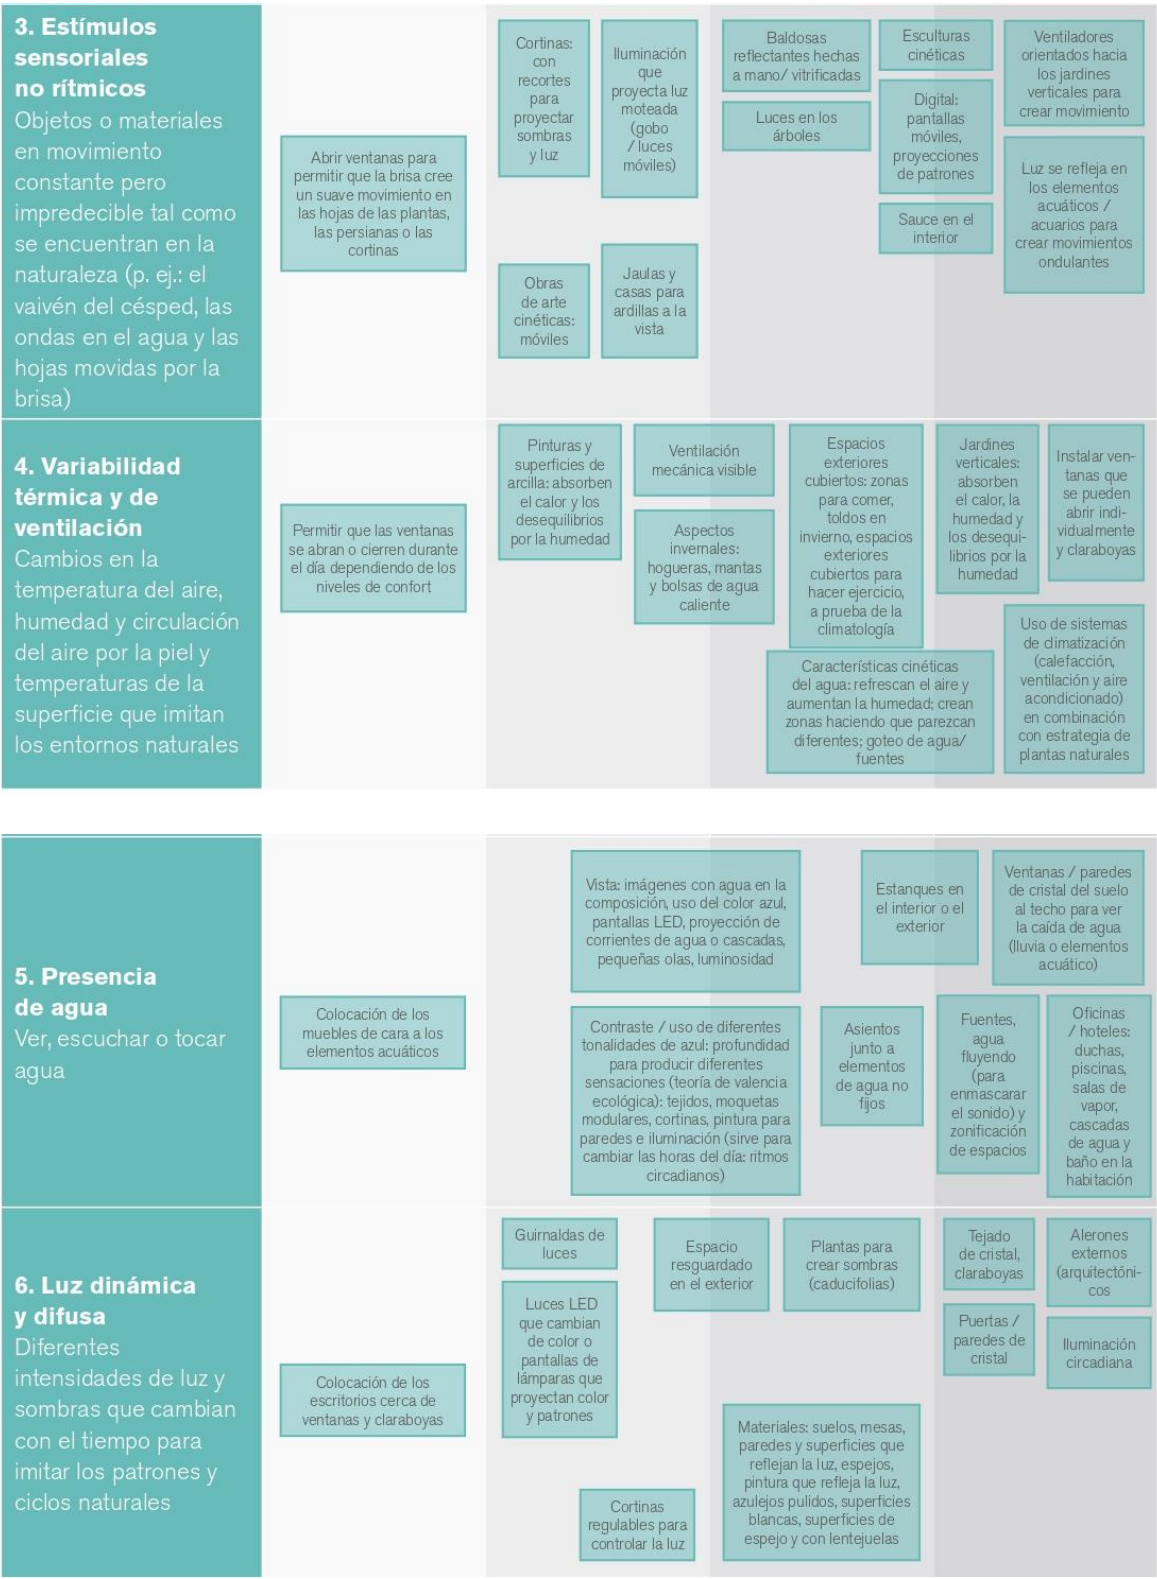 3. Estímulos
sensoriales
no rítmicos
Objetos o materiales
en movimiento
constante pero
impredecible tal como
se encuentran en la
naturaleza (p. ej.: el
vaivén del césped, las
ondas en el agua y las
hojas movidas por la
brisa)
Abrir ventanas para
permitir que la brisa cree
un suave movimiento en
las hojas de las plantas,
las persianas o las
cortinas
Cortinas:
con
recortes
para
proyectar
sombras
y luz
Iluminación
que
proyecta luz
moteada
(gobo
/ luces
móviles)
Obras
de arte
cinéticas:
móviles
Jaulas y
casas para
ardillas a la
vista
Baldosas
reflectantes hechas
a mano/ vitrificadas
Luces en los
árboles
Esculturas
cinéticas
Digital:
pantallas
móviles,
proyecciones
de patrones
Sauce en el
interior
Ventiladores
orientados hacia
los jardines
verticales para
crear movimiento
Luz se refleja en
los elementos
acuáticos /
acuarios para
crear movimientos
ondulantes
4. Variabilidad
térmica y de
ventilación
Cambios en la
temperatura del aire,
humedad y circulación
del aire por la piel y
temperaturas de la
superficie que imitan
los entornos naturales
Permitir que las ventanas
se abran o cierren durante
el día dependiendo de los
niveles de confort
Pinturas y
superficies de
arcilla: absorben
el calor y los
desequilibrios
por la humedad
Ventilación
mecánica visible
Aspectos
invernales:
hogueras, mantas
y bolsas de agua
caliente
Espacios
exteriores
cubiertos: zonas
para comer,
toldos en
invierno, espacios
exteriores
cubiertos para
hacer ejercicio,
a prueba de la
climatología
Características cinéticas
del agua: refrescan el aire y
aumentan la humedad; crean
zonas haciendo que parezcan
diferentes; goteo de agua/
fuentes
Jardines
verticales:
absorben
el calor, la
humedad y
los desequi-
librios por la
humedad
Instalar ven-
tanas que
se pueden
abrir indi-
vidualmente
y claraboyas
Uso de sistemas
de climatización
(calefacción,
ventilación y aire
acondicionado)
en combinación
con estrategia de
plantas naturales
5. Presencia
de agua
Ver, escuchar o tocar
agua
Colocación de los
muebles de cara a los
elementos acuáticos
Vista: imágenes con agua en la
composición, uso del color azul,
pantallas LED, proyección de
corrientes de agua o cascadas,
pequeñas olas, luminosidad
Contraste / uso de diferentes
tonalidades de azul: profundidad
para producir diferentes
sensaciones (teoría de valencia
ecológica): tejidos, moquetas
modulares, cortinas, pintura para
paredes e iluminación (sirve para
cambiar las horas del día: ritmos
circadianos)
Estanques en
el interior o el
exterior
Asientos
junto a
elementos
de agua no
fijos
Ventanas / paredes
de cristal del suelo
al techo para ver
la caída de agua
(lluvia o elementos
acuático)
Fuentes,
agua
fluyendo
(para
enmascarar
el sonido) y
zonificación
de espacios
Oficinas
/ hoteles:
duchas,
piscinas,
salas de
vapor,
cascadas
de agua y
baño en la
habitación
6. Luz dinámica
y difusa
Diferentes
intensidades de luz y
sombras que cambian
con el tiempo para
imitar los patrones y
ciclos naturales
Colocación de los
escritorios cerca de
ventanas y claraboyas
Guirnaldas de
luces
Luces LED
que cambian
de color o
pantallas de
lámparas que
proyectan color
y patrones
Cortinas
regulables para
controlar la luz
Espacio
resguardado
en el exterior
Plantas para
crear sombras
(caducifolias)
Materiales: suelos, mesas,
paredes y superficies que
reflejan la luz, espejos,
pintura que refleja la luz,
azulejos pulidos, superficies
blancas, superficies de
espejo y con lentejuelas
Tejado
de cristal,
claraboyas
Puertas /
paredes de
cristal
Alerones
externos
(arquitectóni-
cos
Iluminación
circadiana